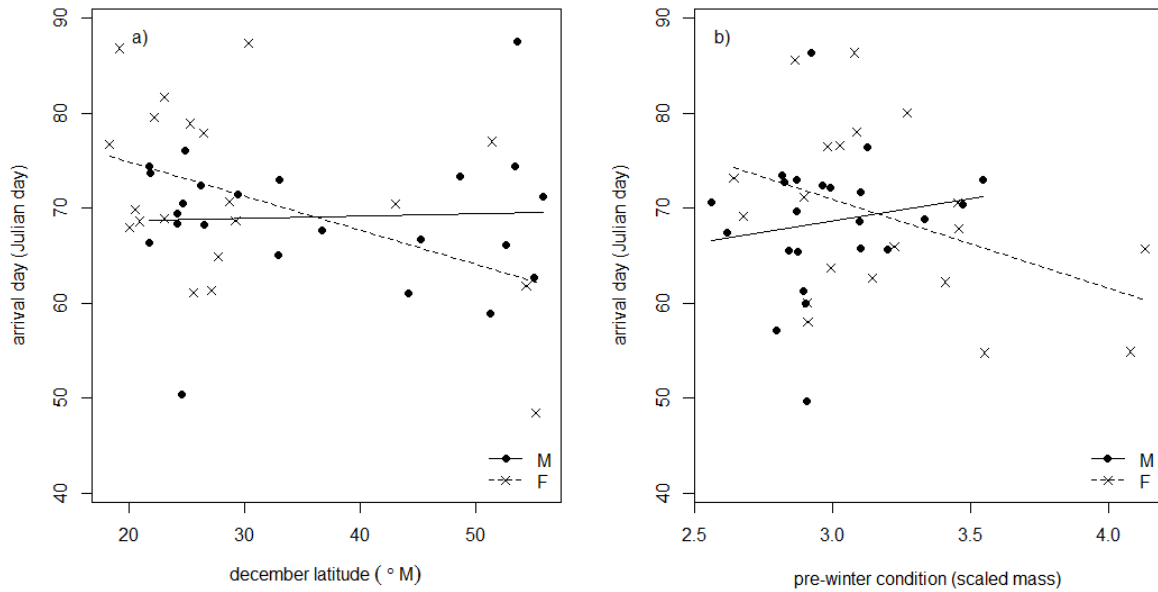 a)
arrival day (Julian day)
90
80
70
60
50
40
20
30
40
50
december latitude ( ° M)
M
F
b)
arrival day (Julian day)
90
80
70
60
50
40
2.5
3.0
3.5
4.0
pre-winter condition (scaled mass)
M
F